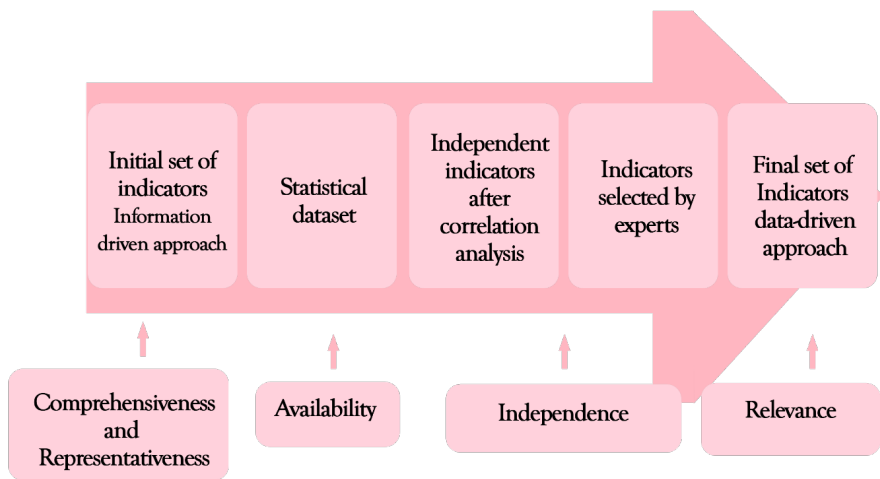 Initial set of
indicators
Information
driven approach
Statistical
dataset
Independent
indicators
after
correlation
analysis
Indicators
selected by
experts
Final set of
Indicators
data-driven
approach
Comprehensiveness
and
Representativeness
Availability
Independence
Relevance